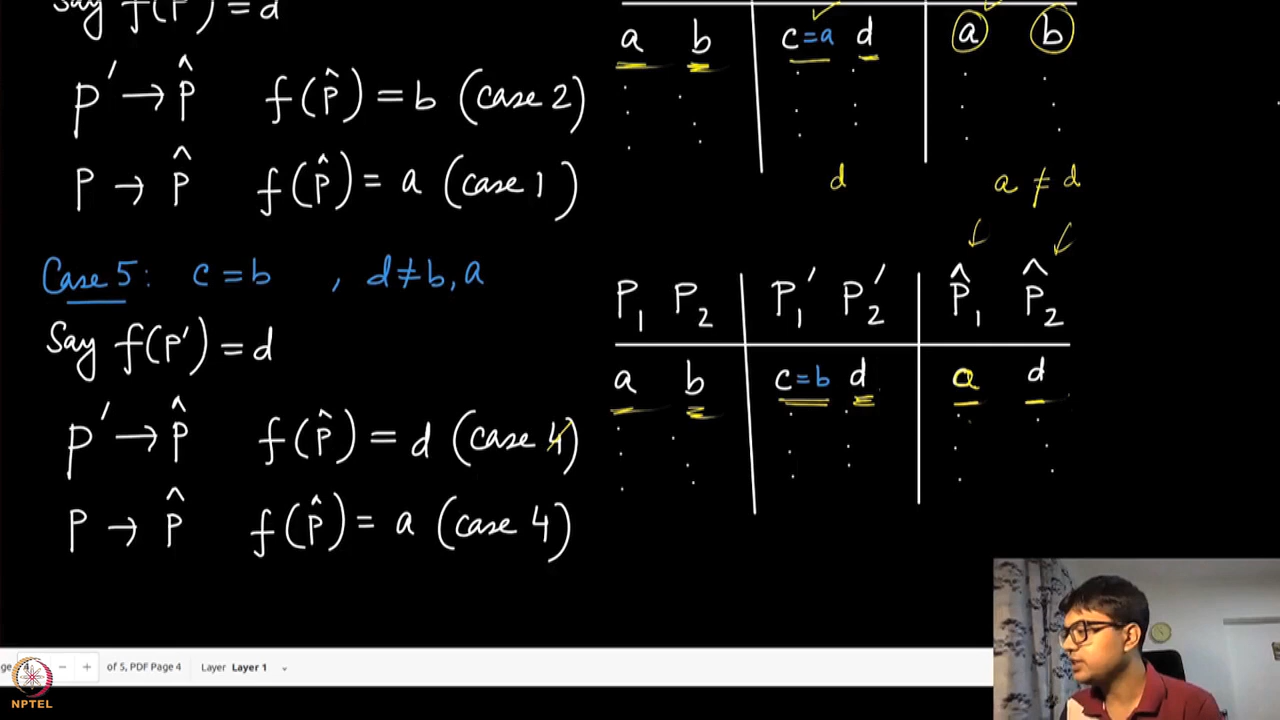 Say f(P') = d
a b c=a d a b
P' → P̂ f(P̂) = b (case 2)
P → P̂ f(P̂) = a (case 1)
d a ≠ d
Case 5: c = b , d ≠ b, a
P₁ P₂ P₁' P₂' P̂₁ P̂₂
Say f(P') = d
a b c=b d a d
P' → P̂ f(P̂) = d (case 4)
P → P̂ f(P̂) = a (case 4)
of 5, PDF Page 4 Layer Layer 1
NPTEL